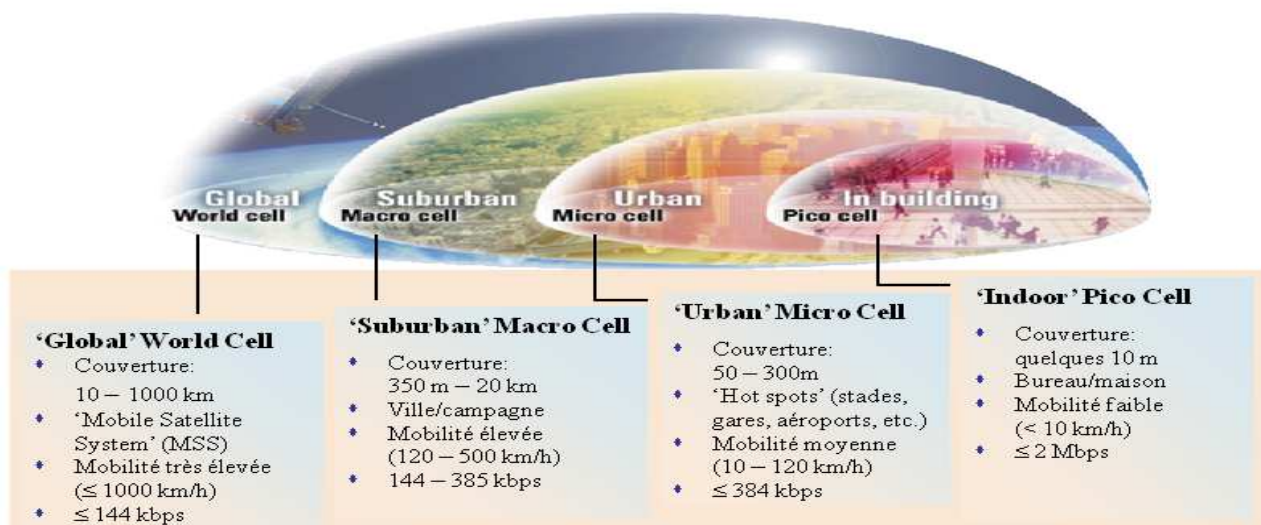 Global
World cell
Suburban
Macro cell
Urban
Micro cell
In building
Pico cell
‘Global’ World Cell
♦ Couverture:
10 – 1000 km
♦ ‘Mobile Satellite
System’ (MSS)
♦ Mobilité très élevée
(≤ 1000 km/h)
♦ ≤ 144 kbps
‘Suburban’ Macro Cell
♦ Couverture:
350 m – 20 km
♦ Ville/campagne
♦ Mobilité élevée
(120 – 500 km/h)
♦ 144 – 385 kbps
‘Urban’ Micro Cell
♦ Couverture:
50 – 300m
♦ ‘Hot spots’ (stades,
gares, aéroports, etc.)
♦ Mobilité moyenne
(10 – 120 km/h)
♦ ≤ 384 kbps
‘Indoor’ Pico Cell
♦ Couverture:
quelques 10 m
♦ Bureau/maison
♦ Mobilité faible
(< 10 km/h)
♦ ≤ 2 Mbps